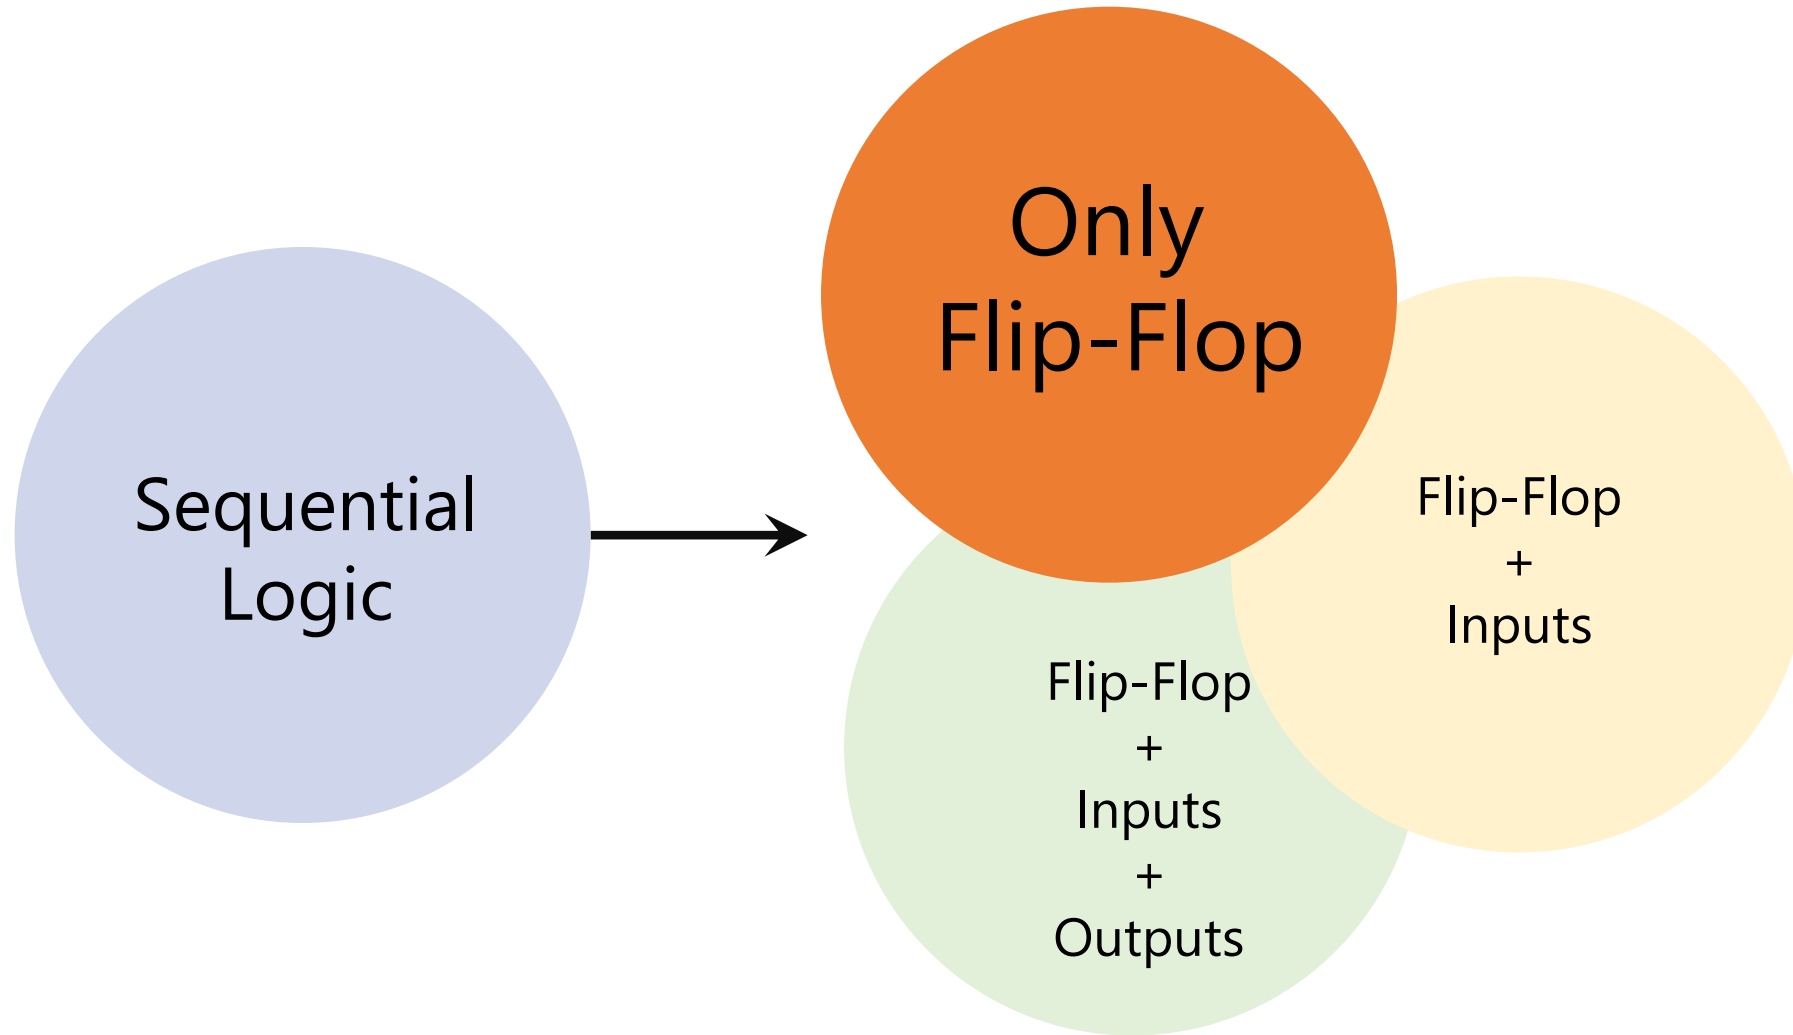 Sequential
Logic
Only
Flip-Flop
Flip-Flop
+
Inputs
Flip-Flop
+
Inputs
+
Outputs